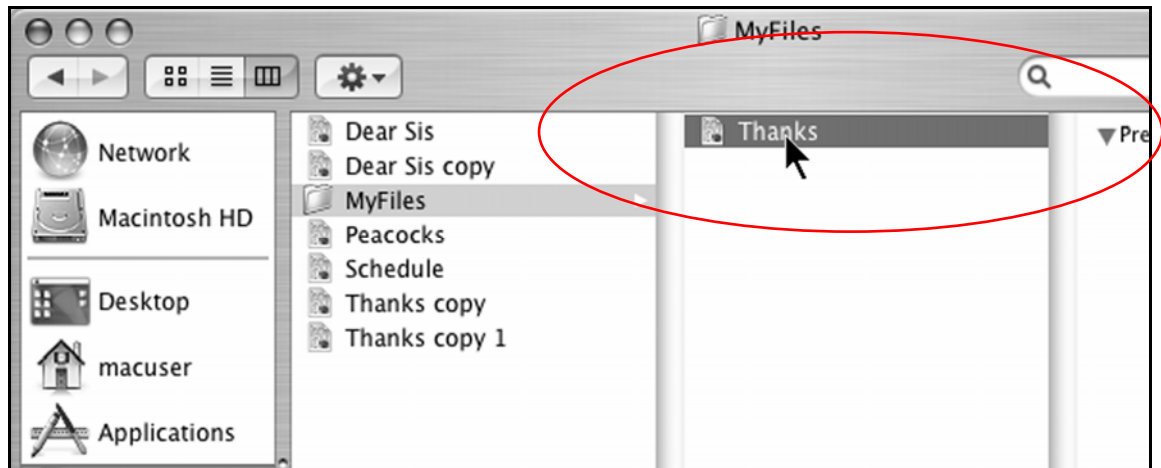 MyFiles
Network
Macintosh HD
Desktop
macuser
Applications
Dear Sis
Dear Sis copy
MyFiles
Peacocks
Schedule
Thanks copy
Thanks copy 1
Thanks
Pre